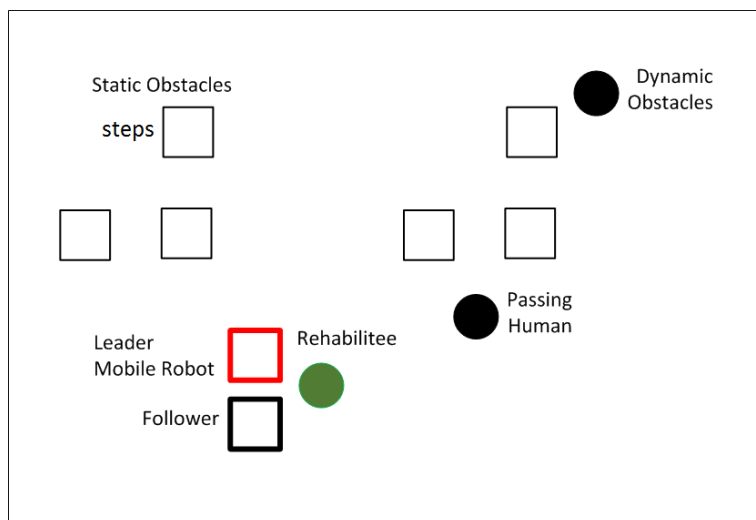 Static Obstacles
steps
Dynamic
Obstacles
Passing
Human
Leader
Mobile Robot
Rehabilitee
Follower